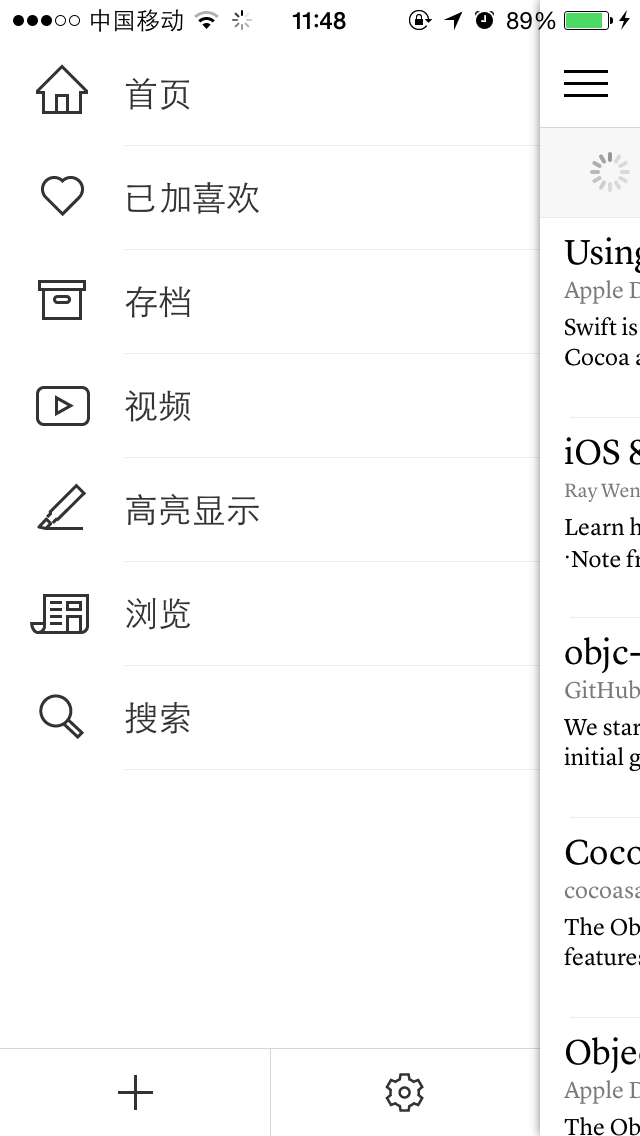 中国移动 11:48 89%
首页
已加喜欢
存档
视频
高亮显示
浏览
搜索
Using
Apple D
Swift is
Cocoa a
iOS 8
Ray Wen
Learn h
·Note fr
objc-
GitHub
We star
initial g
Coco
cocoasa
The Ob
features
Obje
Apple D
The Ob